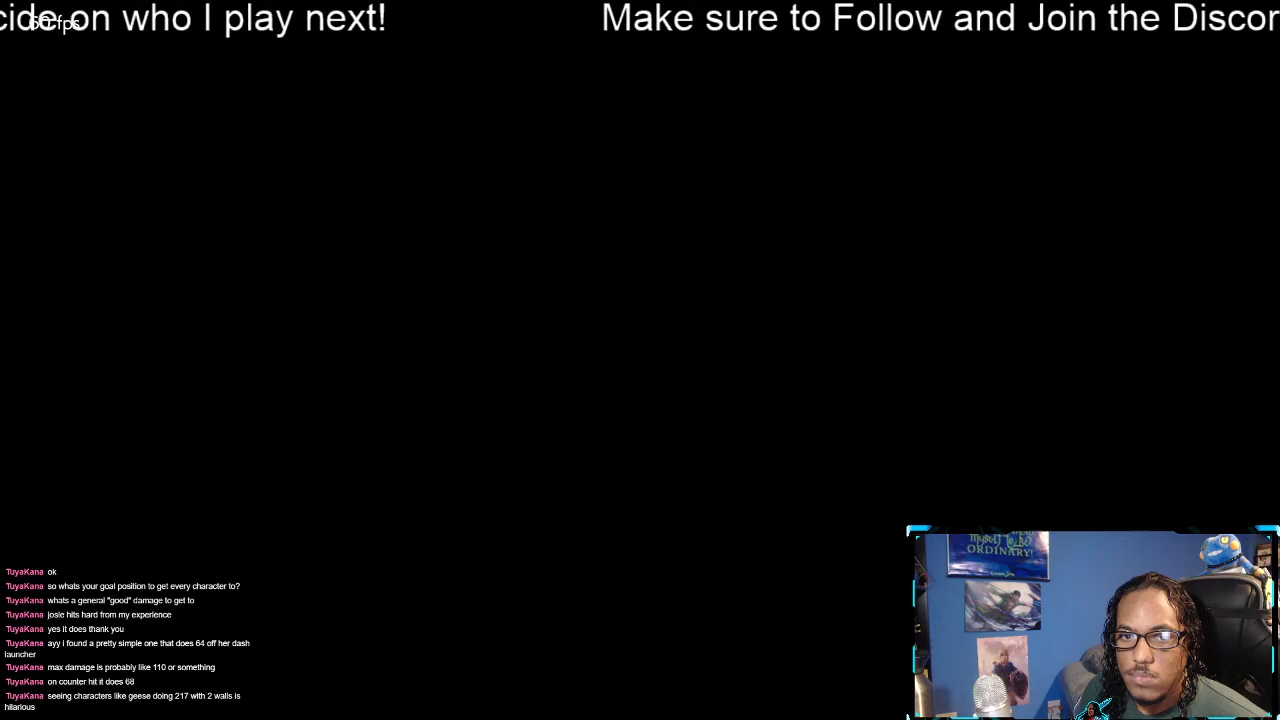 cide on who I play next! Make sure to Follow and Join the Discor
60 fps
TuyaKana ok
TuyaKana so whats your goal position to get every character to?
TuyaKana whats a general "good" damage to get to
TuyaKana josie hits hard from my experience
TuyaKana yes it does thank you
TuyaKana ayy i found a pretty simple one that does 64 off her dash
launcher
TuyaKana max damage is probably like 110 or something
TuyaKana on counter hit it does 68
TuyaKana seeing characters like geese doing 217 with 2 walls is
hilarious
ORDINARY!